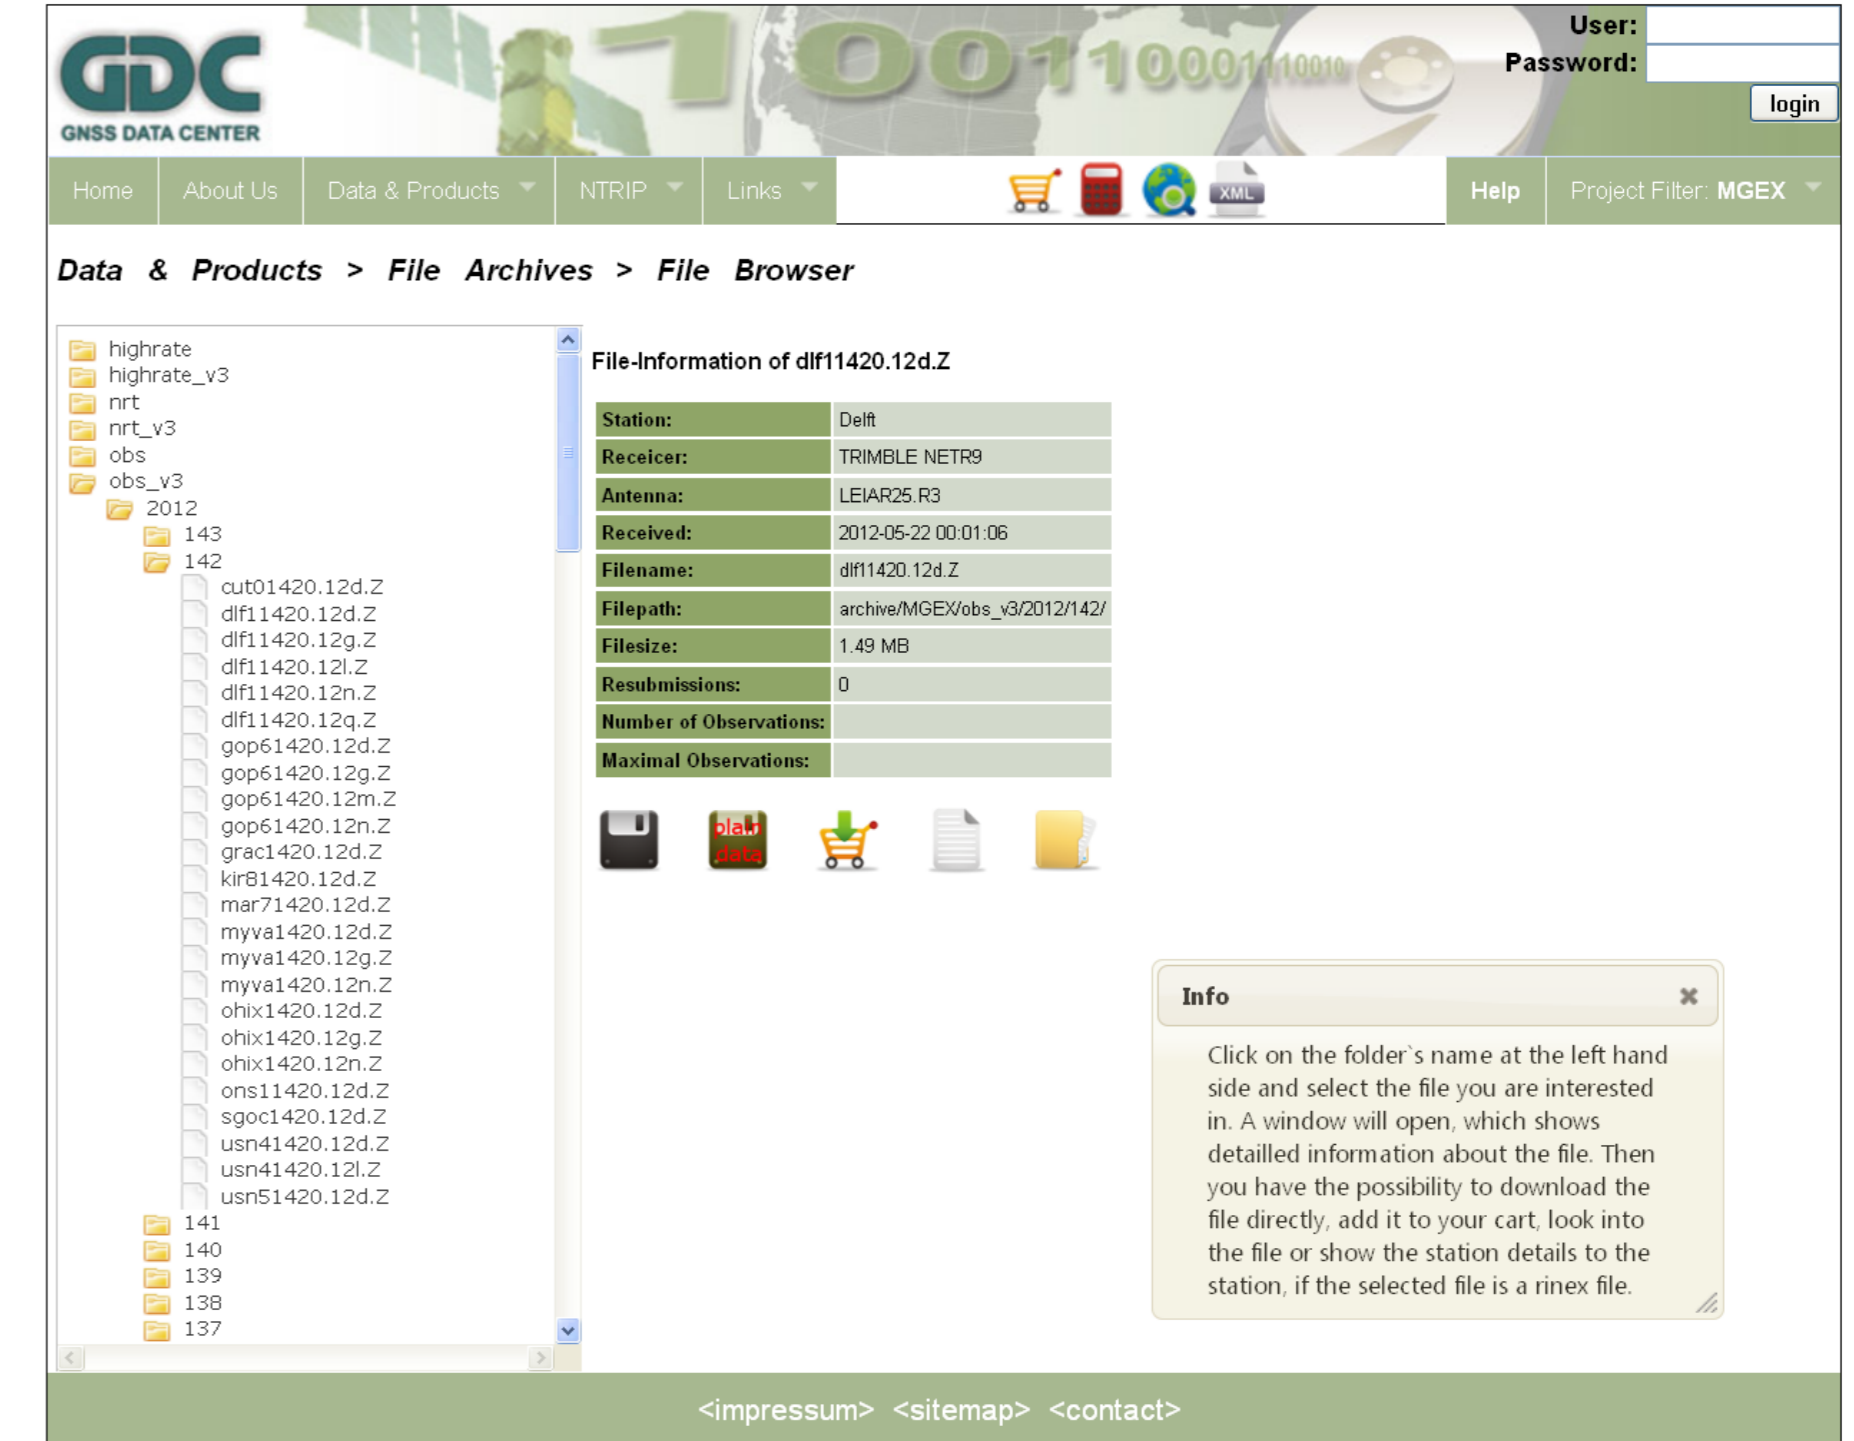 GDC
GNSS DATA CENTER
1001100011110010
User:
Password:
login
Home
About Us
Data & Products
NTRIP
Links
XML
Help
Project Filter: MGEX
Data & Products > File Archives > File Browser
highrate
highrate_v3
nrt
nrt_v3
obs
obs_v3
2012
143
142
cut01420.12d.Z
dlf11420.12d.Z
dlf11420.12g.Z
dlf11420.12l.Z
dlf11420.12n.Z
dlf11420.12q.Z
gop61420.12d.Z
gop61420.12g.Z
gop61420.12m.Z
gop61420.12n.Z
grac1420.12d.Z
kir81420.12d.Z
mar71420.12d.Z
myva1420.12d.Z
myva1420.12g.Z
myva1420.12n.Z
ohix1420.12d.Z
ohix1420.12g.Z
ohix1420.12n.Z
ons11420.12d.Z
sgoc1420.12d.Z
usn41420.12d.Z
usn41420.12l.Z
usn51420.12d.Z
141
140
139
138
137
File-Information of dlf11420.12d.Z
Station: Delft
Receicer: TRIMBLE NETR9
Antenna: LEIAR25.R3
Received: 2012-05-22 00:01:06
Filename: dlf11420.12d.Z
Filepath: archive/MGEX/obs_v3/2012/142/
Filesize: 1.49 MB
Resubmissions: 0
Number of Observations:
Maximal Observations:
plain
data
Info
Click on the folder`s name at the left hand
side and select the file you are interested
in. A window will open, which shows
detailled information about the file. Then
you have the possibility to download the
file directly, add it to your cart, look into
the file or show the station details to the
station, if the selected file is a rinex file.
<impressum> <sitemap> <contact>